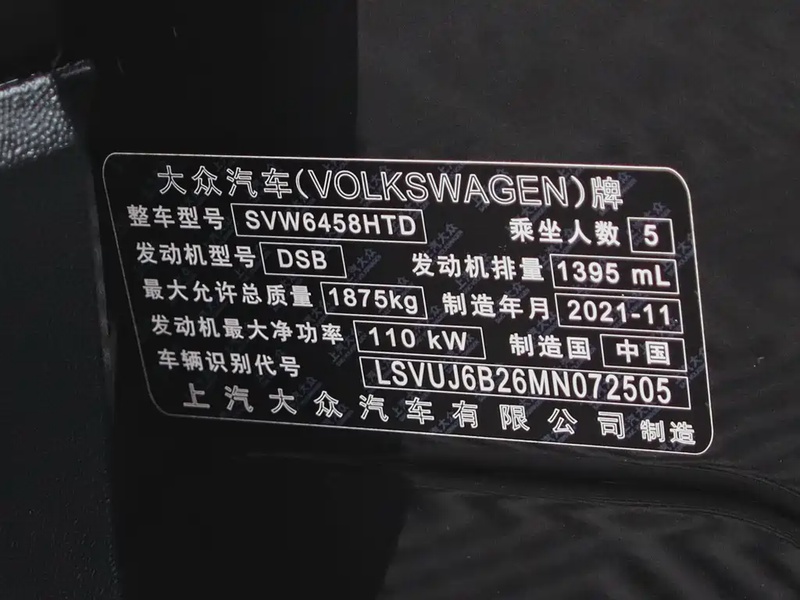 大众汽车(VOLKSWAGEN)牌
整车型号 SVW6458HTD 乘坐人数 5
发动机型号 DSB 发动机排量 1395 mL
最大允许总质量 1875kg 制造年月 2021-11
发动机最大净功率 110 kW 制造国 中国
车辆识别代号 LSVUJ6B26MN072505
上汽大众汽车有限公司 制造